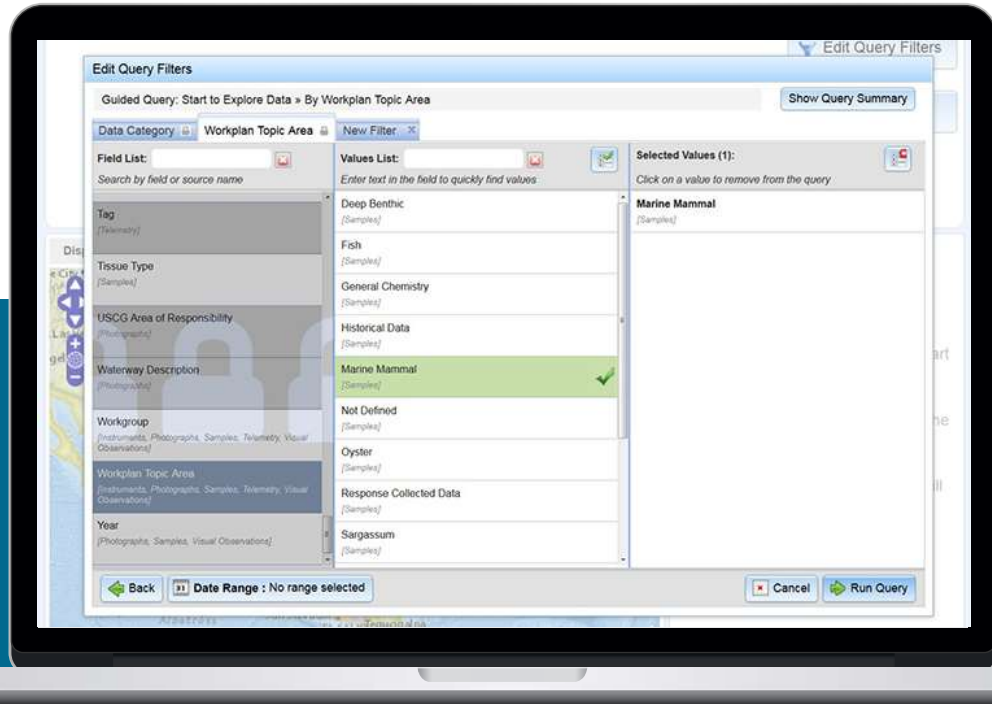 Edit Query Filters
Edit Query Filters
Guided Query: Start to Explore Data » By Workplan Topic Area
Show Query Summary
Data Category
Workplan Topic Area
New Filter
Field List:
Search by field or source name
Tag
[Telemetry]
Tissue Type
[Samples]
USCG Area of Responsibility
[Photographs]
Waterway Description
[Photographs]
Workgroup
[Instruments, Photographs, Samples, Telemetry, Visual
Observations]
Workplan Topic Area
[Instruments, Photographs, Samples, Telemetry, Visual
Observations]
Year
[Photographs, Samples, Visual Observations]
Values List:
Enter text in the field to quickly find values
Deep Benthic
[Samples]
Fish
[Samples]
General Chemistry
[Samples]
Historical Data
[Samples]
Marine Mammal
[Samples]
Not Defined
[Samples]
Oyster
[Samples]
Response Collected Data
[Samples]
Sargassum
[Samples]
Selected Values (1):
Click on a value to remove from the query
Marine Mammal
[Samples]
Back
Date Range : No range selected
Cancel
Run Query